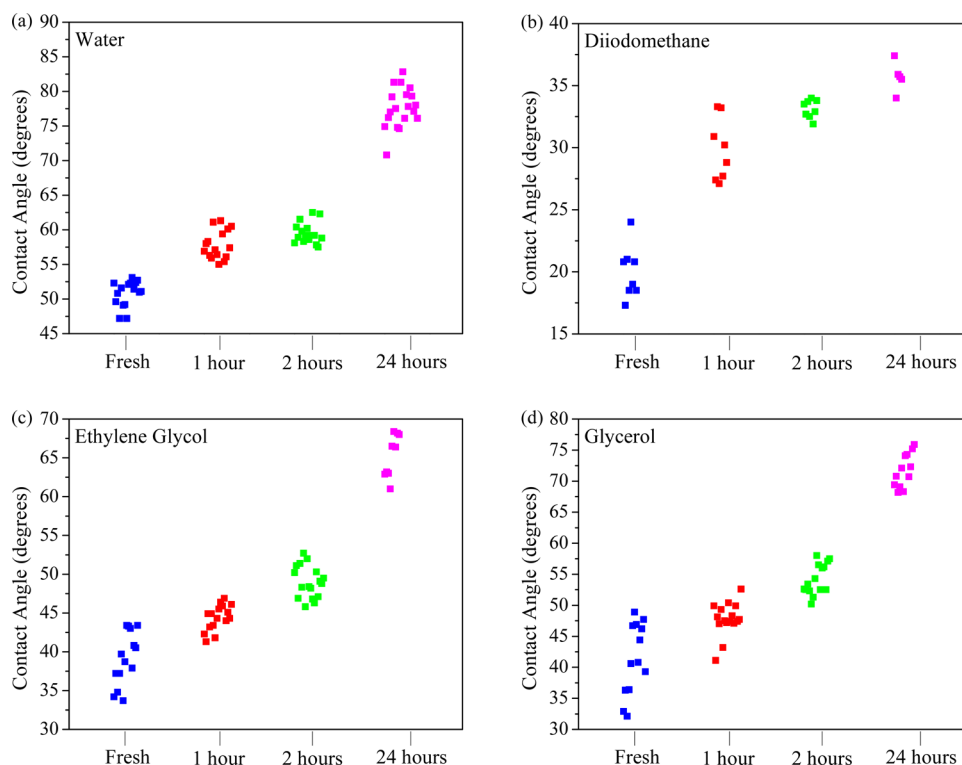 (a)
Water
Contact Angle (degrees)
90
85
80
75
70
65
60
55
50
45
Fresh
1 hour
2 hours
24 hours
(b)
Diiodomethane
Contact Angle (degrees)
40
35
30
25
20
15
Fresh
1 hour
2 hours
24 hours
(c)
Ethylene Glycol
Contact Angle (degrees)
70
65
60
55
50
45
40
35
30
Fresh
1 hour
2 hours
24 hours
(d)
Glycerol
Contact Angle (degrees)
80
75
70
65
60
55
50
45
40
35
30
Fresh
1 hour
2 hours
24 hours